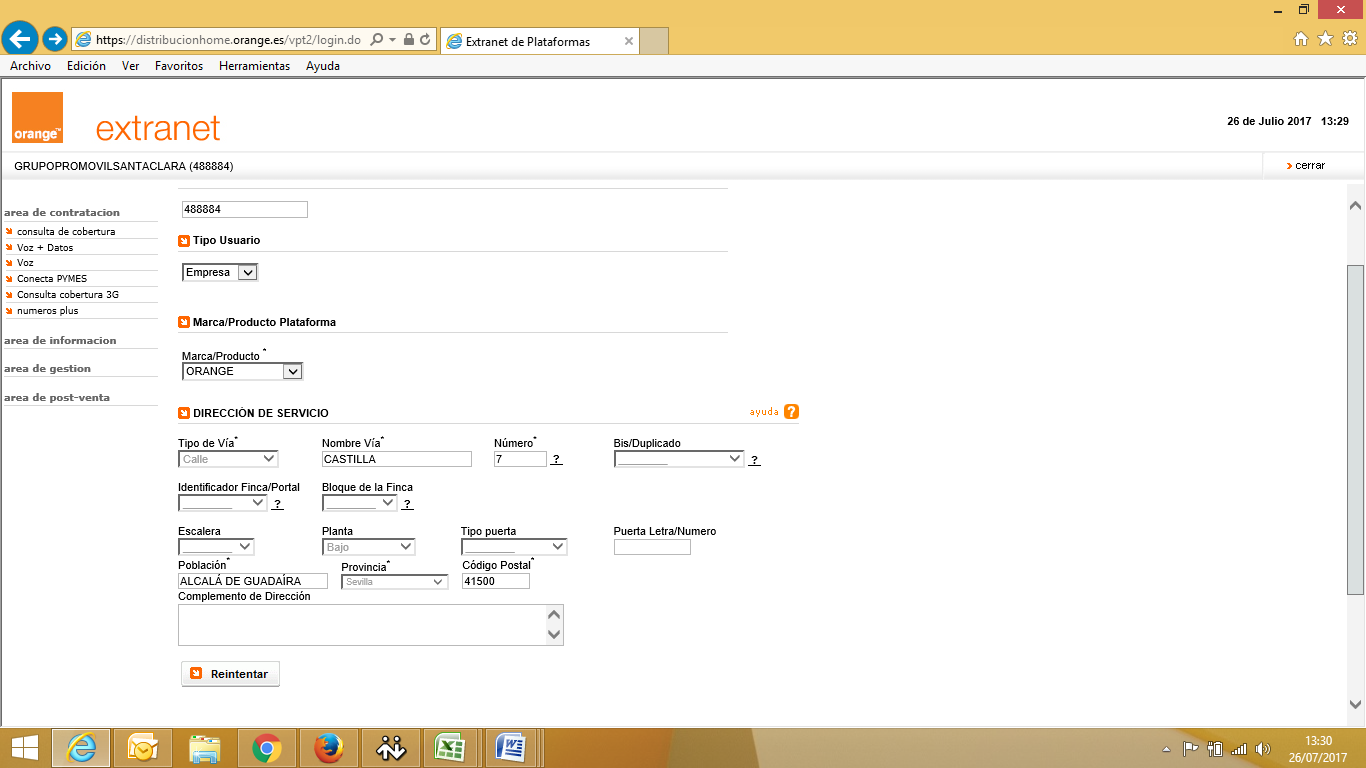 https://distribucionhome.orange.es/vpt2/login.do
Extranet de Plataformas
Archivo Edición Ver Favoritos Herramientas Ayuda
orange™
extranet
26 de Julio 2017 13:29
GRUPOPROMOVILSANTACLARA (488884)
cerrar
area de contratacion
consulta de cobertura
Voz + Datos
Voz
Conecta PYMES
Consulta cobertura 3G
numeros plus
area de informacion
area de gestion
area de post-venta
488884
Tipo Usuario
Empresa
Marca/Producto Plataforma
Marca/Producto *
ORANGE
DIRECCIÓN DE SERVICIO
ayuda ?
Tipo de Vía* Nombre Vía* Número* Bis/Duplicado
Calle CASTILLA 7 ? ?
Identificador Finca/Portal Bloque de la Finca
? ?
Escalera Planta Tipo puerta Puerta Letra/Numero
Bajo
Población* Provincia* Código Postal*
ALCALÁ DE GUADAÍRA Sevilla 41500
Complemento de Dirección
Reintentar
13:30
26/07/2017